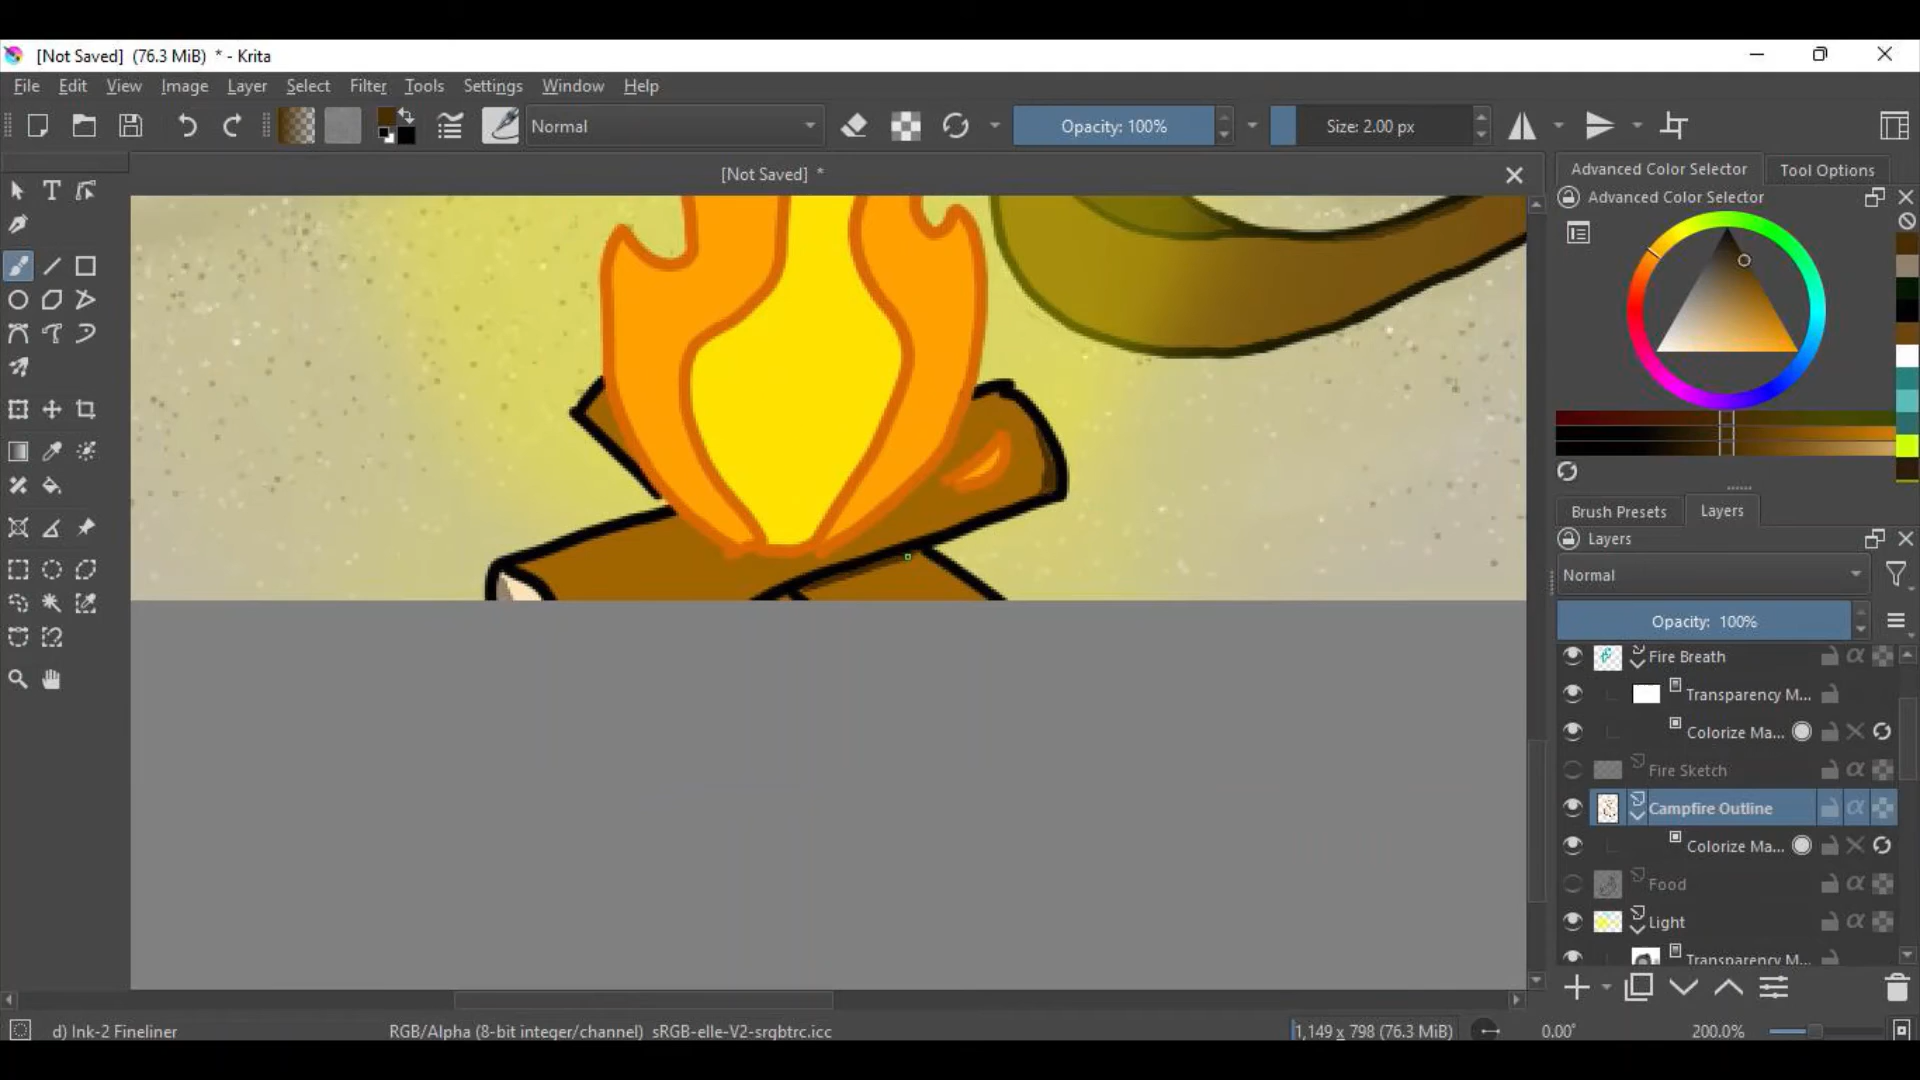 [Not Saved] (76.3 MiB) * - Krita
File Edit View Image Layer Select Filter Tools Settings Window Help
Normal
Opacity: 100%
Size: 2.00 px
[Not Saved] *
Advanced Color Selector
Tool Options
Advanced Color Selector
Brush Presets
Layers
Layers
Normal
Opacity: 100%
Fire Breath
Transparency M...
Colorize Ma...
Fire Sketch
Campfire Outline
Colorize Ma...
Food
Light
Transparency M...
d) Ink-2 Fineliner
RGB/Alpha (8-bit integer/channel) sRGB-elle-V2-srgbtrc.icc
1,149 x 798 (76.3 MiB)
0.00°
200.0%